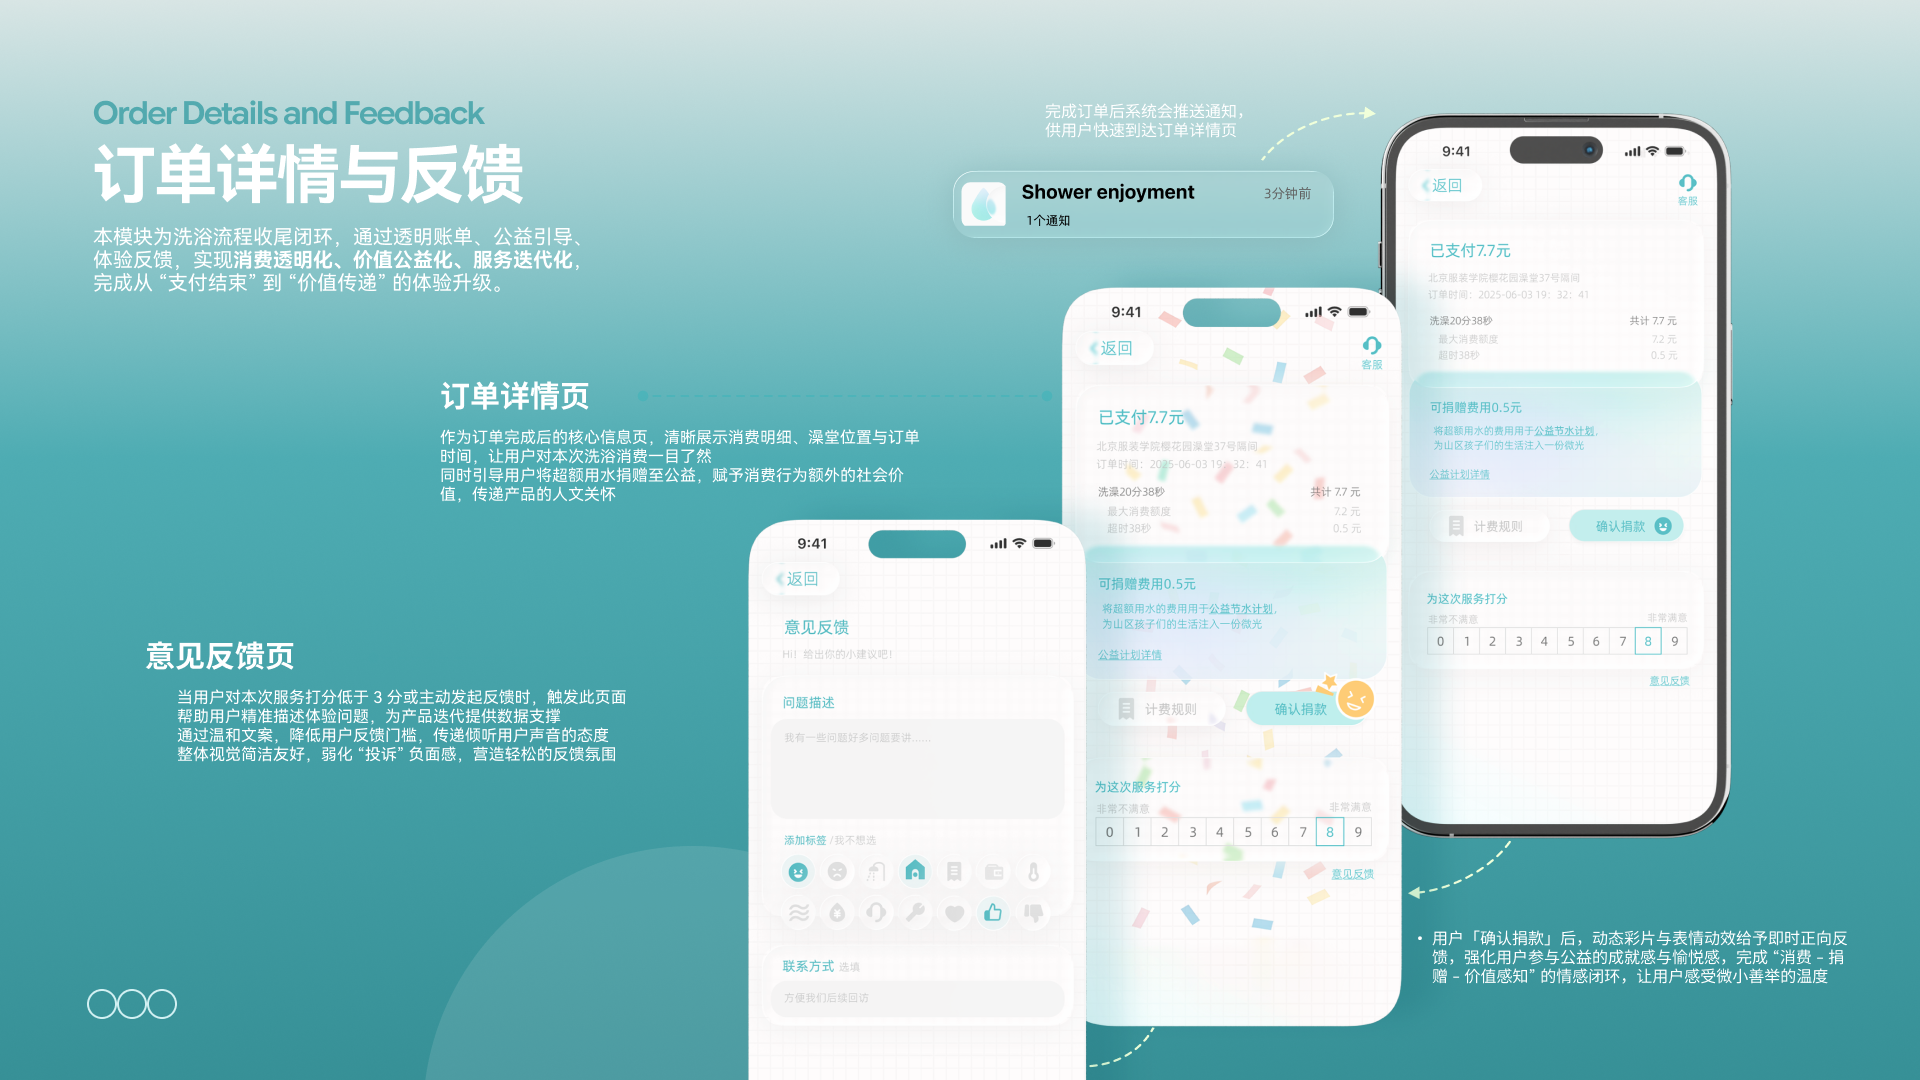 Order Details and Feedback
订单详情与反馈
本模块为洗浴流程收尾闭环，通过透明账单、公益引导、
体验反馈，实现消费透明化、价值公益化、服务迭代化，
完成从 “支付结束” 到 “价值传递” 的体验升级。
完成订单后系统会推送通知，
供用户快速到达订单详情页
Shower enjoyment
3分钟前
1个通知
订单详情页
作为订单完成后的核心信息页，清晰展示消费明细、澡堂位置与订单
时间，让用户对本次洗浴消费一目了然
同时引导用户将超额用水捐赠至公益，赋予消费行为额外的社会价
值，传递产品的人文关怀
意见反馈页
当用户对本次服务打分低于 3 分或主动发起反馈时，触发此页面
帮助用户精准描述体验问题，为产品迭代提供数据支撑
通过温和文案，降低用户反馈门槛，传递倾听用户声音的态度
整体视觉简洁友好，弱化 “投诉” 负面感，营造轻松的反馈氛围
9:41
返回
意见反馈
Hi！给出你的小建议吧！
问题描述
我有一些问题好多问题要讲......
添加标签 /我不想选
联系方式 选填
方便我们后续回访
9:41
返回
客服
已支付7.7元
北京服装学院樱花园澡堂37号隔间
订单时间：2025-06-03 19：32：41
洗澡20分38秒 共计 7.7 元
最大消费额度 7.2 元
超时38秒 0.5 元
可捐赠费用0.5元
将超额用水的费用用于公益节水计划，
为山区孩子们的生活注入一份微光
公益计划详情
计费规则
确认捐款
为这次服务打分
非常不满意 非常满意
0 1 2 3 4 5 6 7 8 9
意见反馈
9:41
返回
客服
已支付7.7元
北京服装学院樱花园澡堂37号隔间
订单时间：2025-06-03 19：32：41
洗澡20分38秒 共计 7.7 元
最大消费额度 7.2 元
超时38秒 0.5 元
可捐赠费用0.5元
将超额用水的费用用于公益节水计划，
为山区孩子们的生活注入一份微光
公益计划详情
计费规则
确认捐款
为这次服务打分
非常不满意 非常满意
0 1 2 3 4 5 6 7 8 9
意见反馈
• 用户「确认捐款」后，动态彩片与表情动效给予即时正向反
馈，强化用户参与公益的成就感与愉悦感，完成 “消费 - 捐
赠 - 价值感知” 的情感闭环，让用户感受微小善举的温度